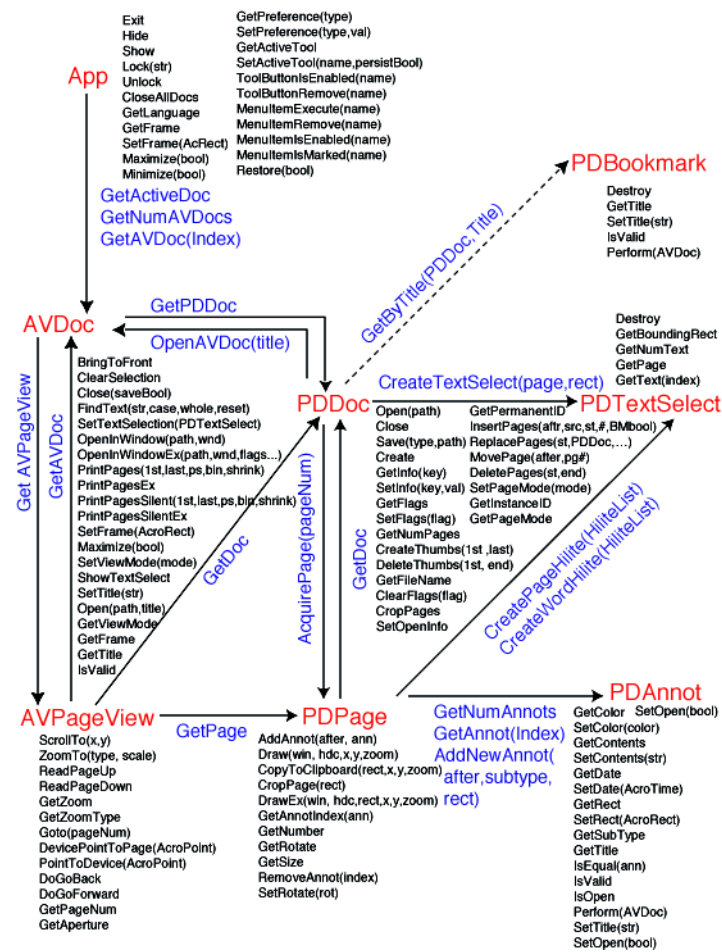 App
Exit
Hide
Show
Lock(str)
Unlock
CloseAllDocs
GetLanguage
GetFrame
SetFrame(AcRect)
Maximize(bool)
Minimize(bool)
GetPreference(type)
SetPreference(type,val)
GetActiveTool
SetActiveTool(name,persistBool)
ToolButtonIsEnabled(name)
ToolButtonRemove(name)
MenuItemExecute(name)
MenuItemRemove(name)
MenuItemIsEnabled(name)
MenuItemIsMarked(name)
Restore(bool)
GetActiveDoc
GetNumAVDocs
GetAVDoc(Index)
PDBookmark
Destroy
GetTitle
SetTitle(str)
IsValid
Perform(AVDoc)
GetByTitle(PDDoc,Title)
AVDoc
GetPDDoc
OpenAVDoc(title)
BringToFront
ClearSelection
Close(saveBool)
FindText(str,case,whole,reset)
SetTextSelection(PDTextSelect)
OpenInWindow(path,wnd)
OpenInWindowEx(path,wnd,flags...)
PrintPages(1st,last,ps,bin,shrink)
PrintPagesEx
PrintPagesSilent(1st,last,ps,bin,shrink)
PrintPagesSilentEx
SetFrame(AcroRect)
Maximize(bool)
SetViewMode(mode)
ShowTextSelect
SetTitle(str)
Open(path,title)
GetViewMode
GetFrame
GetTitle
IsValid
Get AVPageView
GetAVDoc
GetDoc
PDDoc
CreateTextSelect(page,rect)
Open(path)
Close
Save(type,path)
Create
GetInfo(key)
SetInfo(key,val)
GetFlags
SetFlags(flag)
GetNumPages
CreateThumbs(1st ,last)
DeleteThumbs(1st, end)
GetFileName
ClearFlags(flag)
CropPages
SetOpenInfo
GetPermanentID
InsertPages(aftr,src,st,#,BMbool)
ReplacePages(st,PDDoc,...)
MovePage(after,pg#)
DeletePages(st,end)
SetPageMode(mode)
GetInstanceID
GetPageMode
Destroy
GetBoundingRect
GetNumText
GetPage
GetText(index)
PDTextSelect
AcquirePage(pageNum)
GetDoc
CreatePageHilite(HiliteList)
CreateWordHilite(HiliteList)
AVPageView
GetPage
ScrollTo(x,y)
ZoomTo(type, scale)
ReadPageUp
ReadPageDown
GetZoom
GetZoomType
Goto(pageNum)
DevicePointToPage(AcroPoint)
PointToDevice(AcroPoint)
DoGoBack
DoGoForward
GetPageNum
GetAperture
PDPage
AddAnnot(after, ann)
Draw(win, hdc,x,y,zoom)
CopyToClipboard(rect,x,y,zoom)
CropPage(rect)
DrawEx(win, hdc,rect,x,y,zoom)
GetAnnotIndex(ann)
GetNumber
GetRotate
GetSize
RemoveAnnot(index)
SetRotate(rot)
GetNumAnnots
GetAnnot(Index)
AddNewAnnot(
after,subtype,
rect)
PDAnnot
GetColor SetOpen(bool)
SetColor(color)
GetContents
SetContents(str)
GetDate
SetDate(AcroTime)
GetRect
SetRect(AcroRect)
GetSubType
GetTitle
IsEqual(ann)
IsValid
IsOpen
Perform(AVDoc)
SetTitle(str)
SetOpen(bool)